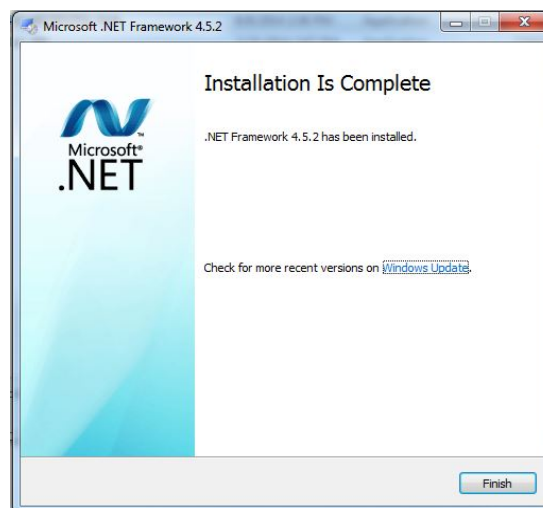 Microsoft .NET Framework 4.5.2
Installation Is Complete
Microsoft®
.NET
.NET Framework 4.5.2 has been installed.
Check for more recent versions on Windows Update.
Finish